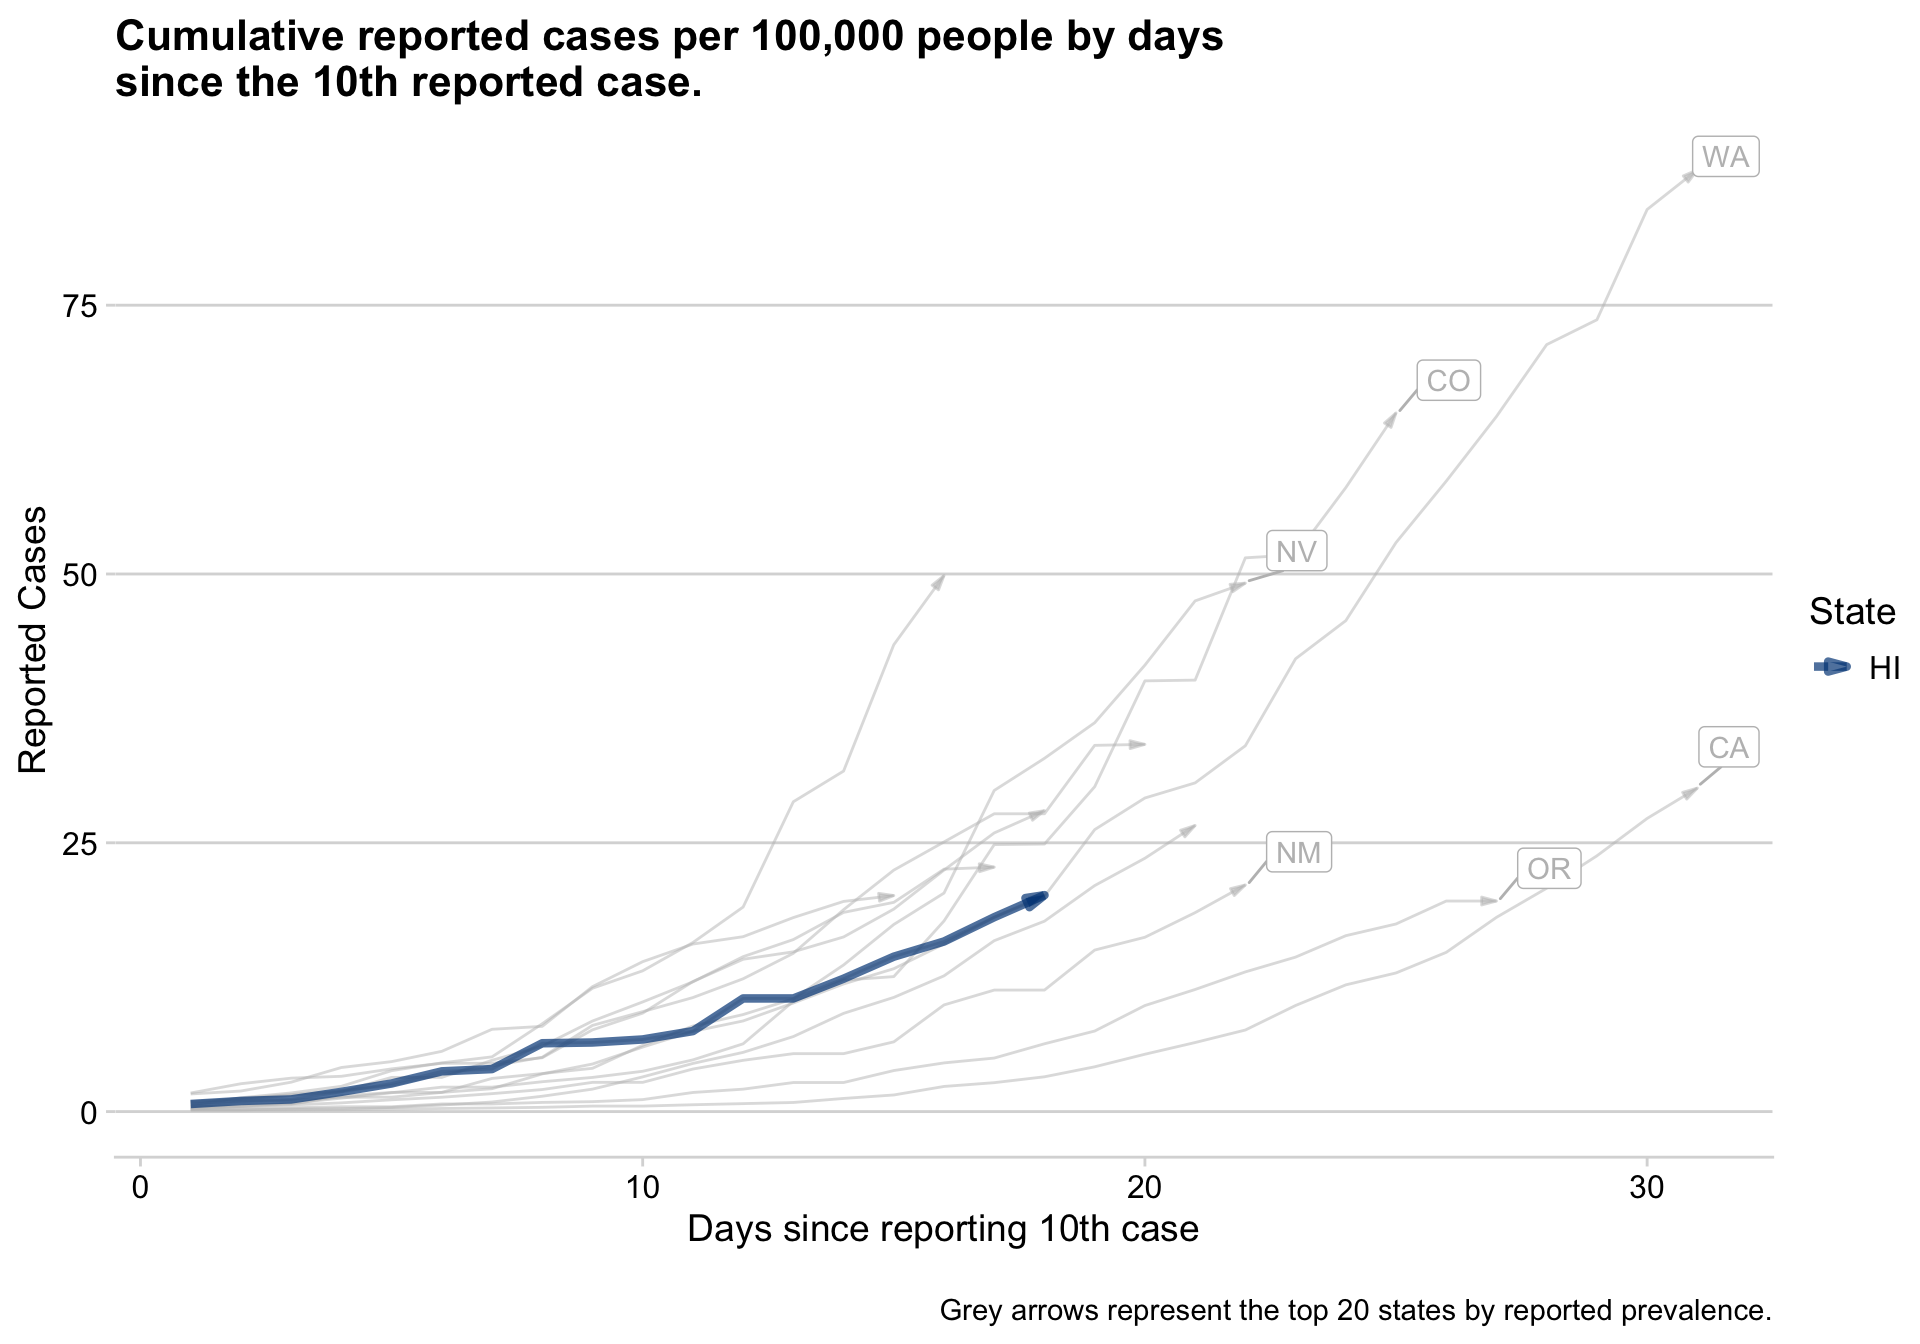 Cumulative reported cases per 100,000 people by days
since the 10th reported case.
WA
75
CO
NV
50
Reported Cases
State
HI
CA
NM
25
OR
0
0 10 20 30
Days since reporting 10th case
Grey arrows represent the top 20 states by reported prevalence.